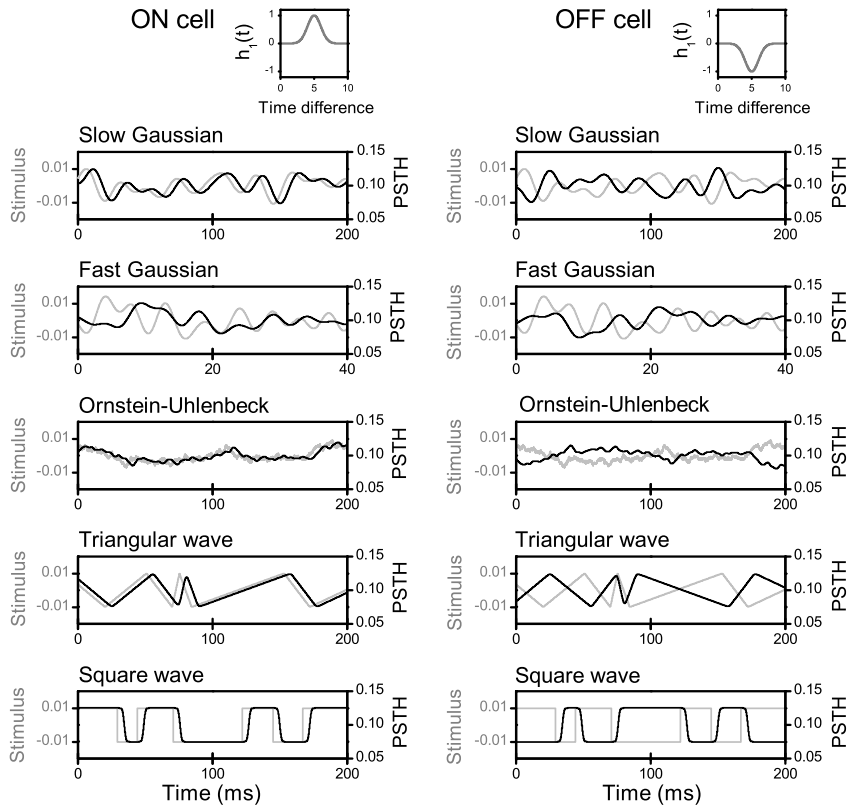 ON cell
h1(t)
1
0
-1
0 5 10
Time difference
OFF cell
h1(t)
1
0
-1
0 5 10
Time difference
Slow Gaussian
Stimulus
0.01
-0.01
0.15
0.10
0.05
PSTH
0 100 200
Slow Gaussian
Stimulus
0.01
-0.01
0.15
0.10
0.05
PSTH
0 100 200
Fast Gaussian
Stimulus
0.01
-0.01
0.15
0.10
0.05
PSTH
0 20 40
Fast Gaussian
Stimulus
0.01
-0.01
0.15
0.10
0.05
PSTH
0 20 40
Ornstein-Uhlenbeck
Stimulus
0.01
-0.01
0.15
0.10
0.05
PSTH
0 100 200
Ornstein-Uhlenbeck
Stimulus
0.01
-0.01
0.15
0.10
0.05
PSTH
0 100 200
Triangular wave
Stimulus
0.01
-0.01
0.15
0.10
0.05
PSTH
0 100 200
Triangular wave
Stimulus
0.01
-0.01
0.15
0.10
0.05
PSTH
0 100 200
Square wave
Stimulus
0.01
-0.01
0.15
0.10
0.05
PSTH
0 100 200
Time (ms)
Square wave
Stimulus
0.01
-0.01
0.15
0.10
0.05
PSTH
0 100 200
Time (ms)